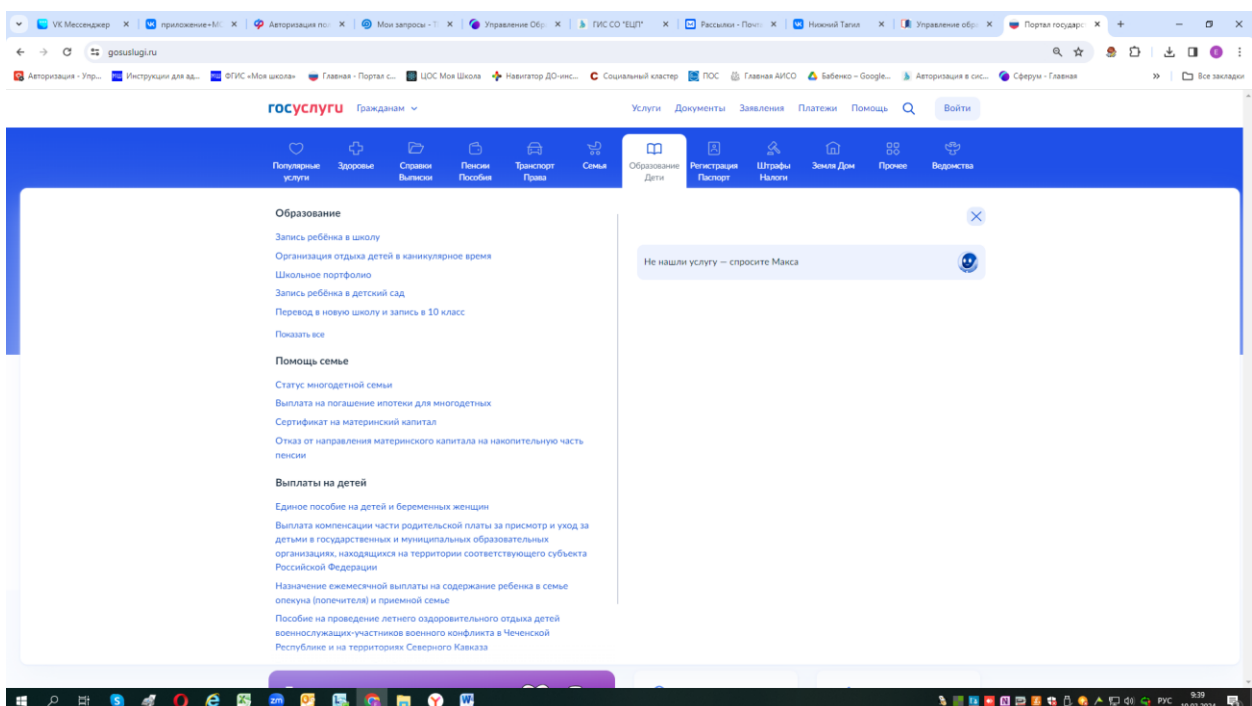 VK Мессенджер
приложение+М
Авторизация по
Мои запросы - Т
Управление Обр
ГИС СО "ЕЦП"
Рассылки - Почт
Нижний Тагил
Управление обр
Портал государс
gosuslugi.ru
Авторизация - Упр...
Инструкции для ад...
ФГИС «Моя школа»
Главная - Портал с...
ЦОС Моя Школа
Навигатор ДО-инс...
Социальный кластер
ПОС
Главная АИСО
Бабенко – Google...
Авторизация в сис...
Сферум - Главная
Все закладки
госуслуги
Гражданам
Услуги
Документы
Заявления
Платежи
Помощь
Войти
Популярные
услуги
Здоровье
Справки
Выписки
Пенсии
Пособия
Транспорт
Права
Семья
Образование
Дети
Регистрация
Паспорт
Штрафы
Налоги
Земля Дом
Прочее
Ведомства
Образование
Запись ребёнка в школу
Организация отдыха детей в каникулярное время
Школьное портфолио
Запись ребёнка в детский сад
Перевод в новую школу и запись в 10 класс
Показать все
Помощь семье
Статус многодетной семьи
Выплата на погашение ипотеки для многодетных
Сертификат на материнский капитал
Отказ от направления материнского капитала на накопительную часть
пенсии
Выплаты на детей
Единое пособие на детей и беременных женщин
Выплата компенсации части родительской платы за присмотр и уход за
детьми в государственных и муниципальных образовательных
организациях, находящихся на территории соответствующего субъекта
Российской Федерации
Назначение ежемесячной выплаты на содержание ребенка в семье
опекуна (попечителя) и приемной семье
Пособие на проведение летнего оздоровительного отдыха детей
военнослужащих-участников военного конфликта в Чеченской
Республике и на территориях Северного Кавказа
Не нашли услугу — спросите Макса
РУС
9:39